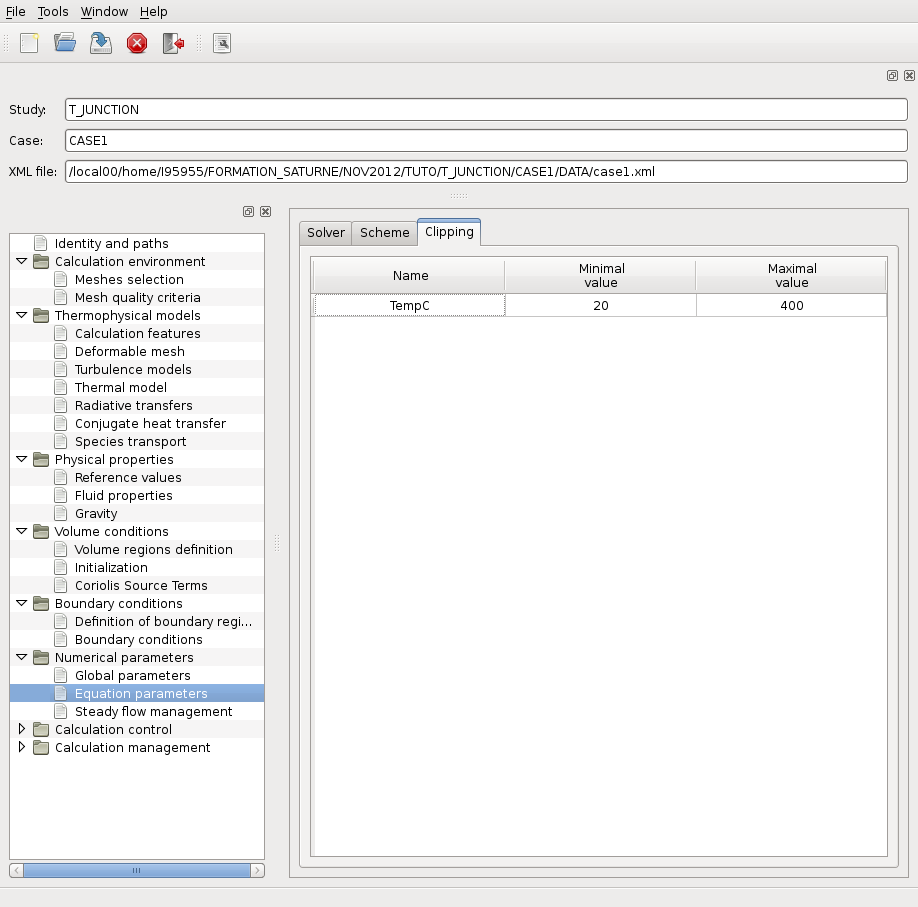 File Tools Window Help
Study: T_JUNCTION
Case: CASE1
XML file: /local00/home/I95955/FORMATION_SATURNE/NOV2012/TUTO/T_JUNCTION/CASE1/DATA/case1.xml
Identity and paths
Calculation environment
Meshes selection
Mesh quality criteria
Thermophysical models
Calculation features
Deformable mesh
Turbulence models
Thermal model
Radiative transfers
Conjugate heat transfer
Species transport
Physical properties
Reference values
Fluid properties
Gravity
Volume conditions
Volume regions definition
Initialization
Coriolis Source Terms
Boundary conditions
Definition of boundary regi...
Boundary conditions
Numerical parameters
Global parameters
Equation parameters
Steady flow management
Calculation control
Calculation management
Solver Scheme Clipping
Name Minimal value Maximal value
TempC 20 400